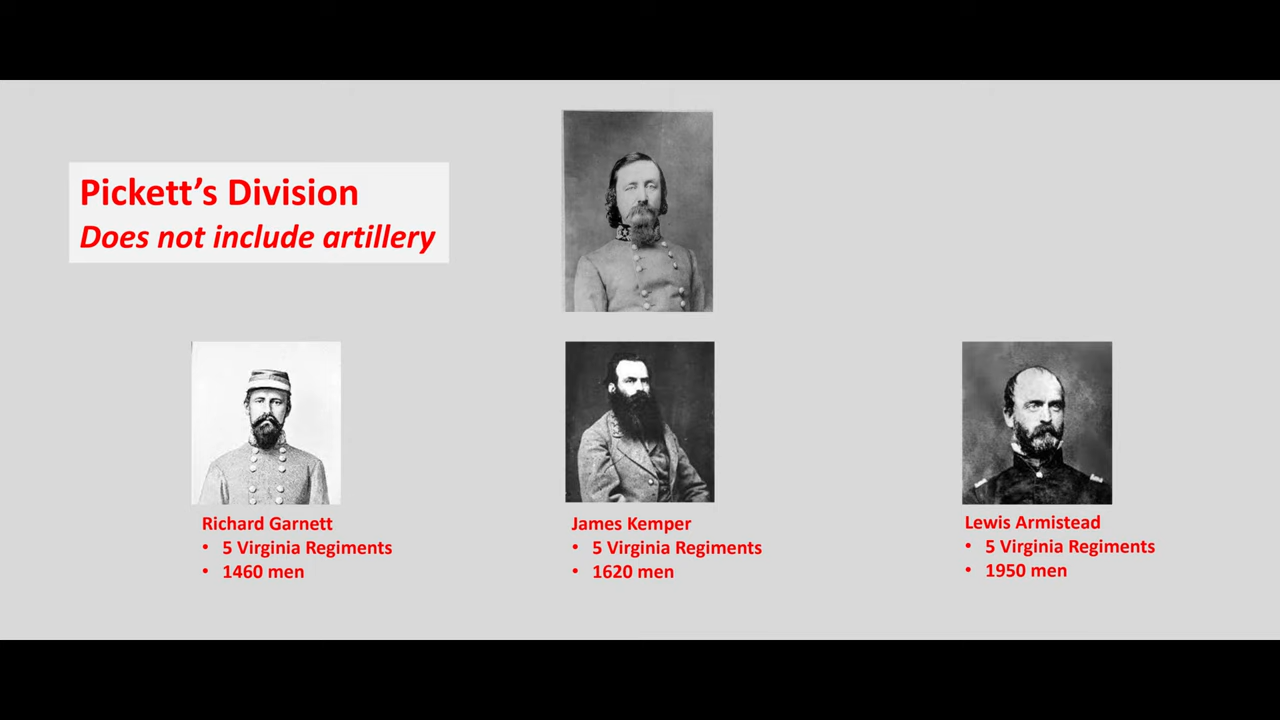 Pickett's Division
Does not include artillery
Richard Garnett
• 5 Virginia Regiments
• 1460 men
James Kemper
• 5 Virginia Regiments
• 1620 men
Lewis Armistead
• 5 Virginia Regiments
• 1950 men